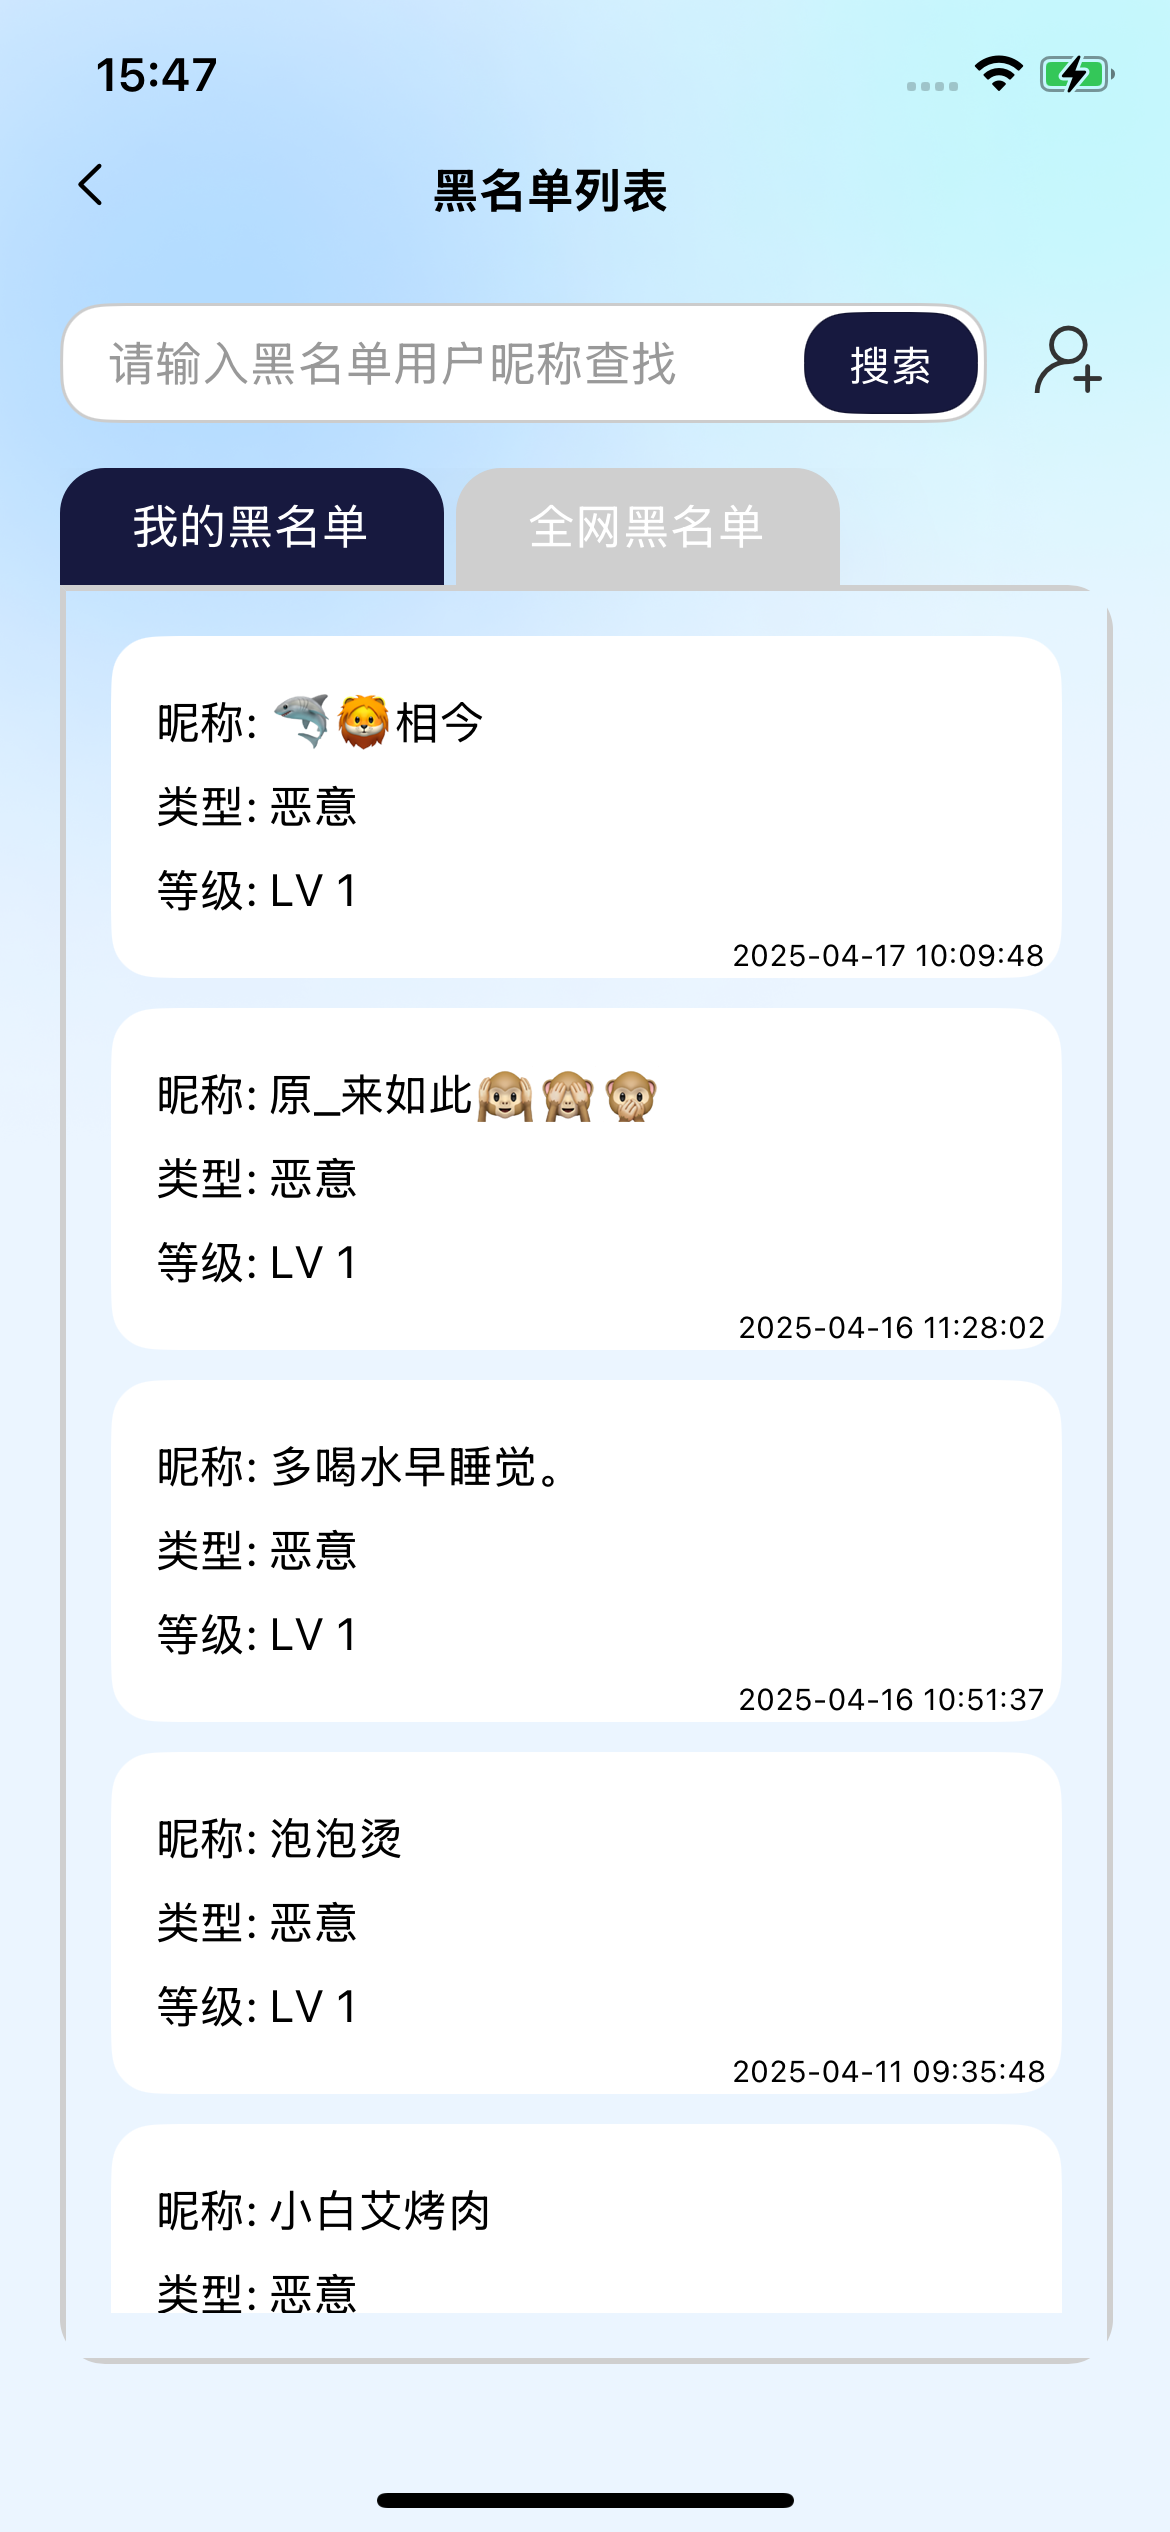 15:47
黑名单列表
请输入黑名单用户昵称查找
搜索
我的黑名单
全网黑名单
昵称: 🦈🦁相今
类型: 恶意
等级: LV 1
2025-04-17 10:09:48
昵称: 原_来如此🙉🙈🙊
类型: 恶意
等级: LV 1
2025-04-16 11:28:02
昵称: 多喝水早睡觉。
类型: 恶意
等级: LV 1
2025-04-16 10:51:37
昵称: 泡泡烫
类型: 恶意
等级: LV 1
2025-04-11 09:35:48
昵称: 小白艾烤肉
类型: 恶意